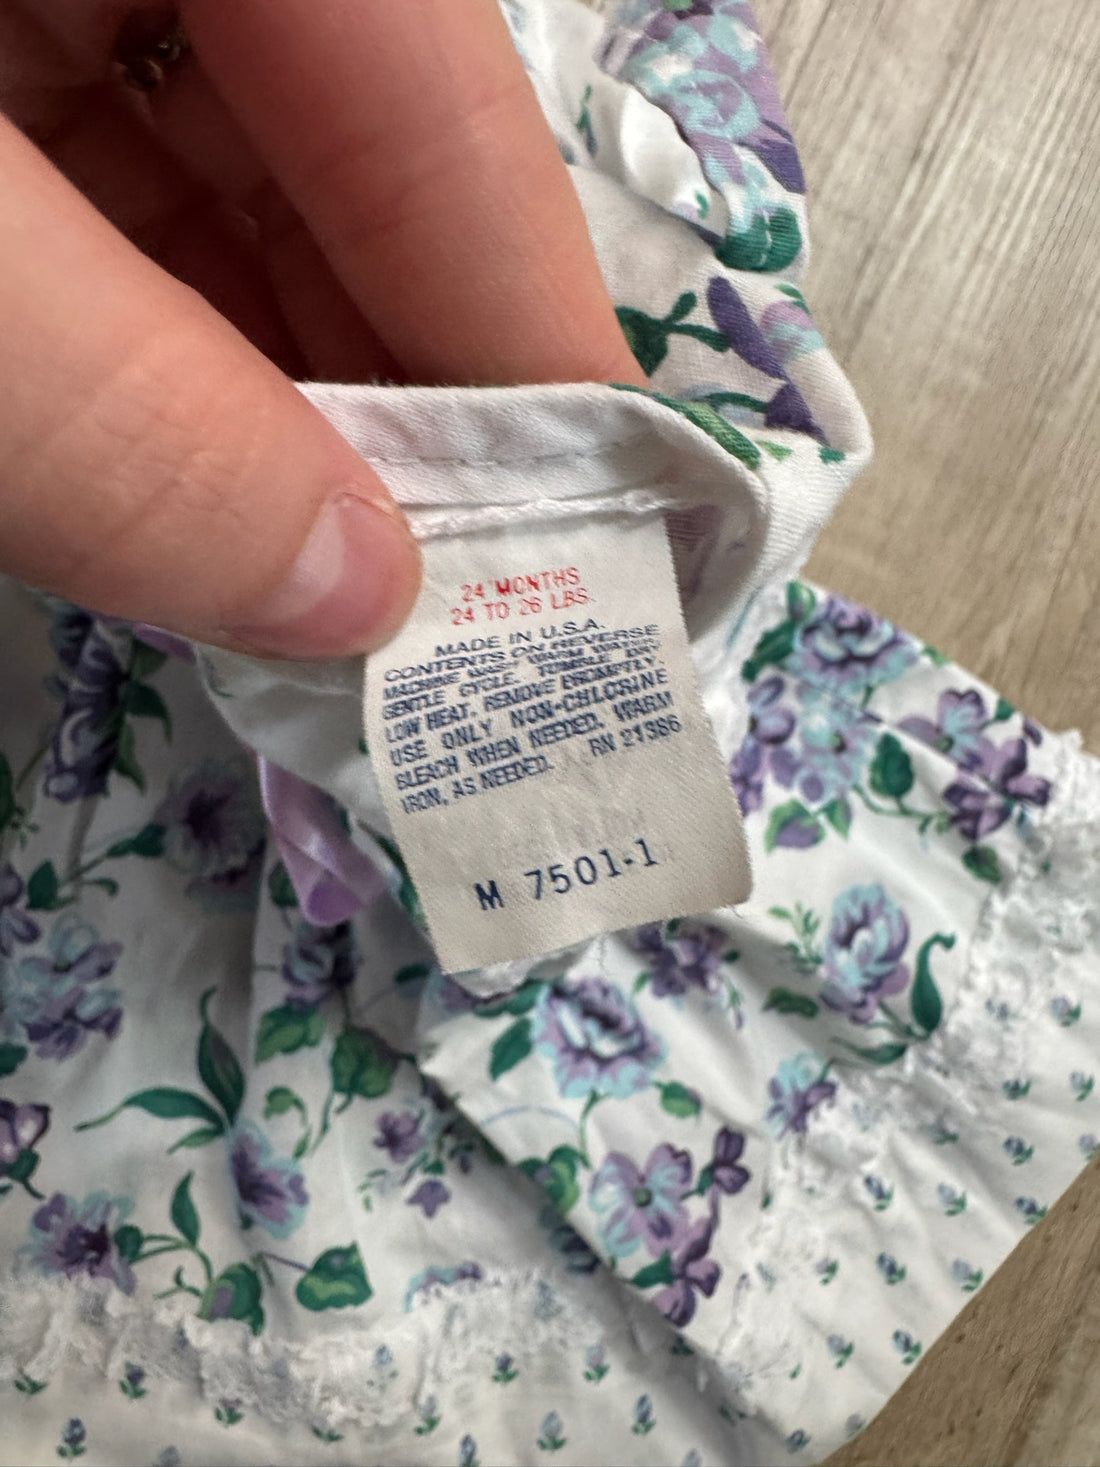 24 MONTHS
24 TO 26 LBS.
MADE IN U.S.A.
CONTENTS ON REVERSE
MACHINE WASH WARM WATER,
GENTLE CYCLE. TUMBLE DRY
LOW HEAT. REMOVE PROMPTLY.
USE ONLY NON-CHLORINE
BLEACH WHEN NEEDED. WARM
IRON, AS NEEDED. RN 21386
M 7501-1